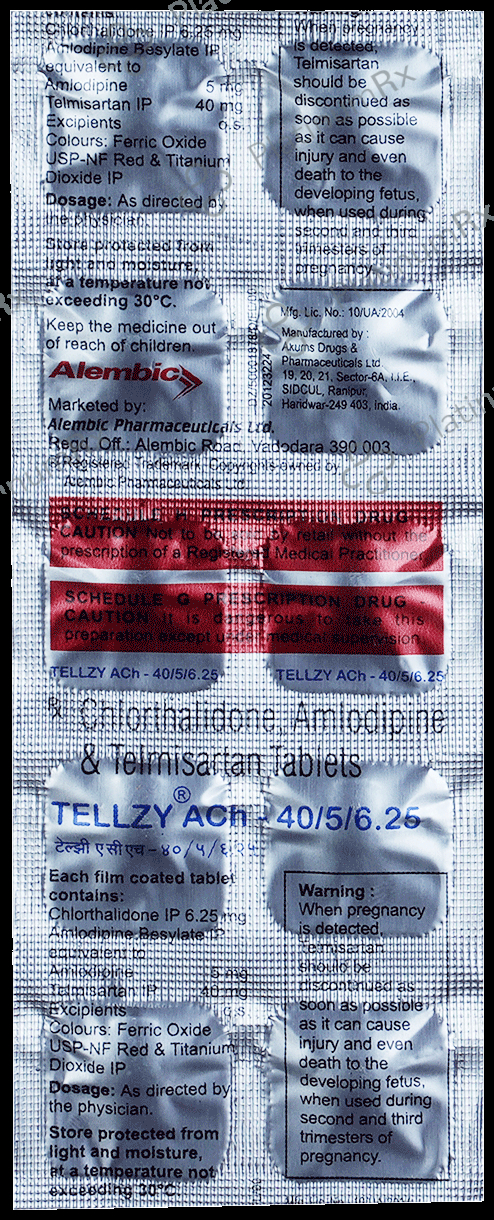 Chlorthalidone IP 6.25 mg
Amlodipine Besylate IP
equivalent to
Amlodipine 5 mg
Telmisartan IP 40 mg
Excipients q.s.
Colours: Ferric Oxide
USP-NF Red & Titanium
Dioxide IP
Dosage: As directed by
the physician.
Store protected from
light and moisture,
at a temperature not
exceeding 30°C.
Keep the medicine out
of reach of children.
Alembic
Marketed by:
Alembic Pharmaceuticals Ltd.
Regd. Off.: Alembic Road, Vadodara 390 003.
® Registered Trademark, Copyrights owned by
Alembic Pharmaceuticals Ltd.
When pregnancy
is detected,
Telmisartan
should be
discontinued as
soon as possible
as it can cause
injury and even
death to the
developing fetus,
when used during
second and third
trimesters of
pregnancy.
Mfg. Lic. No.: 10/UA/2004
Manufactured by :
Axums Drugs &
Pharmaceuticals Ltd.
19, 20, 21, Sector-6A, I.I.E.,
SIDCUL, Ranipur,
Haridwar-249 403, India.
SCHEDULE H PRESCRIPTION DRUG -
CAUTION Not to be sold by retail without the
prescription of a Registered Medical Practitioner
SCHEDULE G PRESCRIPTION DRUG -
CAUTION It is dangerous to take this
preparation except under medical supervision
TELLZY ACh - 40/5/6.25 TELLZY ACh - 40/5/6.25
Rx Chlorthalidone, Amlodipine
& Telmisartan Tablets
TELLZY® ACh - 40/5/6.25
टेल्झी एसीएच-४०/५/६.२५
Each film coated tablet
contains:
Chlorthalidone IP 6.25 mg
Amlodipine Besylate IP
equivalent to
Amlodipine 5 mg
Telmisartan IP 40 mg
Excipients q.s.
Colours: Ferric Oxide
USP-NF Red & Titanium
Dioxide IP
Dosage: As directed by
the physician.
Store protected from
light and moisture,
at a temperature not
exceeding 30°C.
Warning :
When pregnancy
is detected,
Telmisartan
should be
discontinued as
soon as possible
as it can cause
injury and even
death to the
developing fetus,
when used during
second and third
trimesters of
pregnancy.